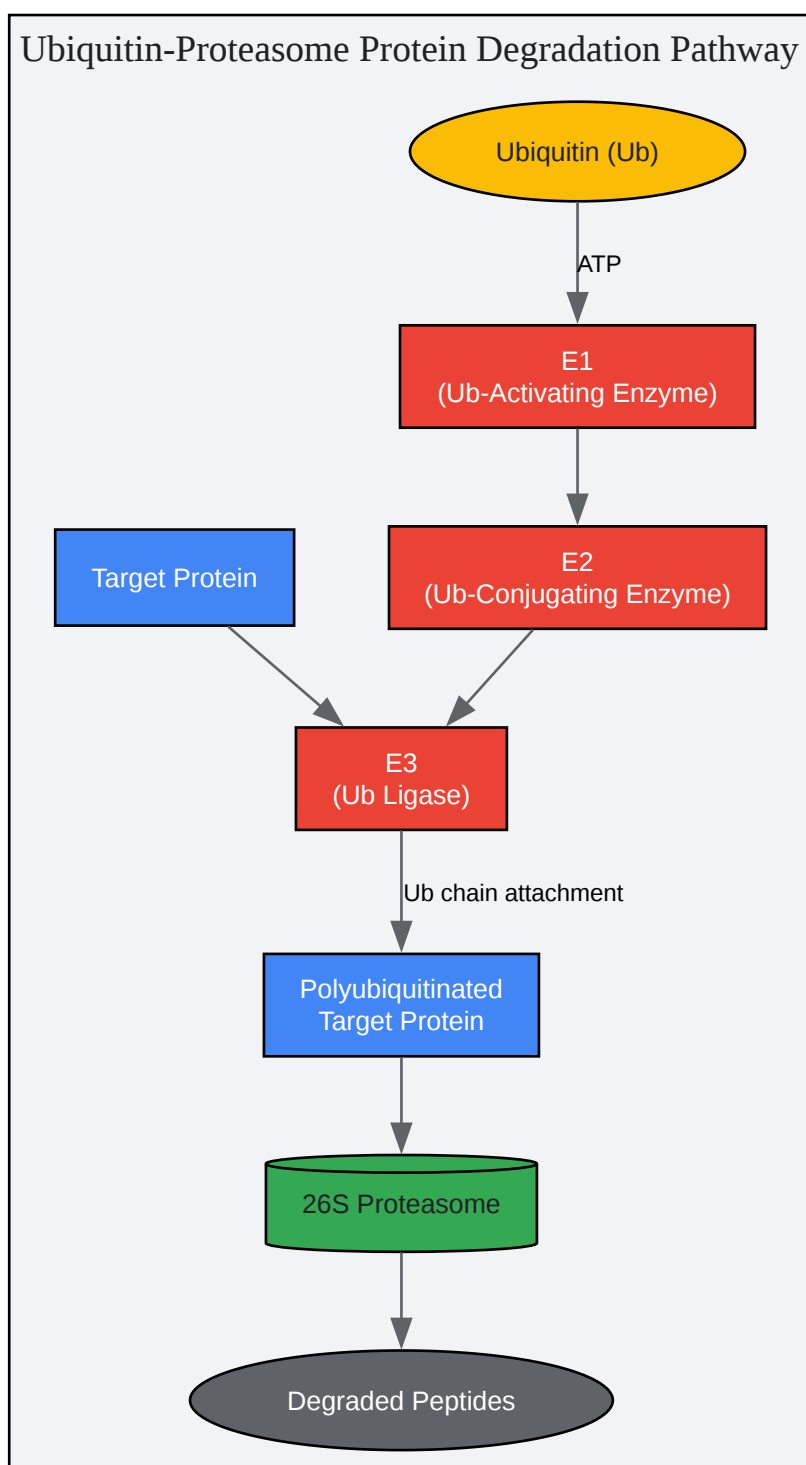 Ubiquitin-Proteasome Protein Degradation Pathway
Ubiquitin (Ub)
ATP
E1
(Ub-Activating Enzyme)
Target Protein
E2
(Ub-Conjugating Enzyme)
E3
(Ub Ligase)
Ub chain attachment
Polyubiquitinated
Target Protein
26S Proteasome
Degraded Peptides